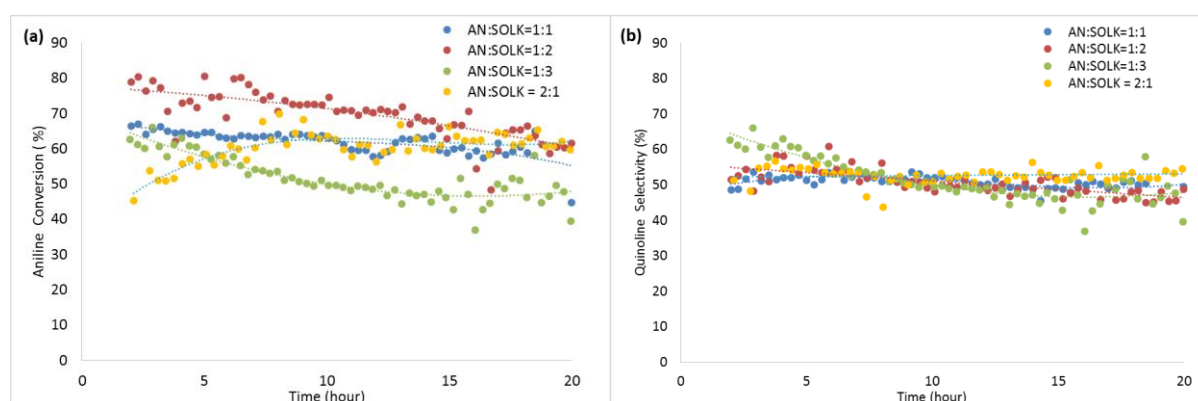 (a)
AN:SOLK=1:1
AN:SOLK=1:2
AN:SOLK=1:3
AN:SOLK = 2:1
Aniline Conversion ( %)
90
80
70
60
50
40
30
20
10
0
0 5 10 15 20
Time (hour)
(b)
AN:SOLK=1:1
AN:SOLK=1:2
AN:SOLK=1:3
AN:SOLK = 2:1
Quinoline Selectivity (%)
90
80
70
60
50
40
30
20
10
0
0 5 10 15 20
Time (hour)